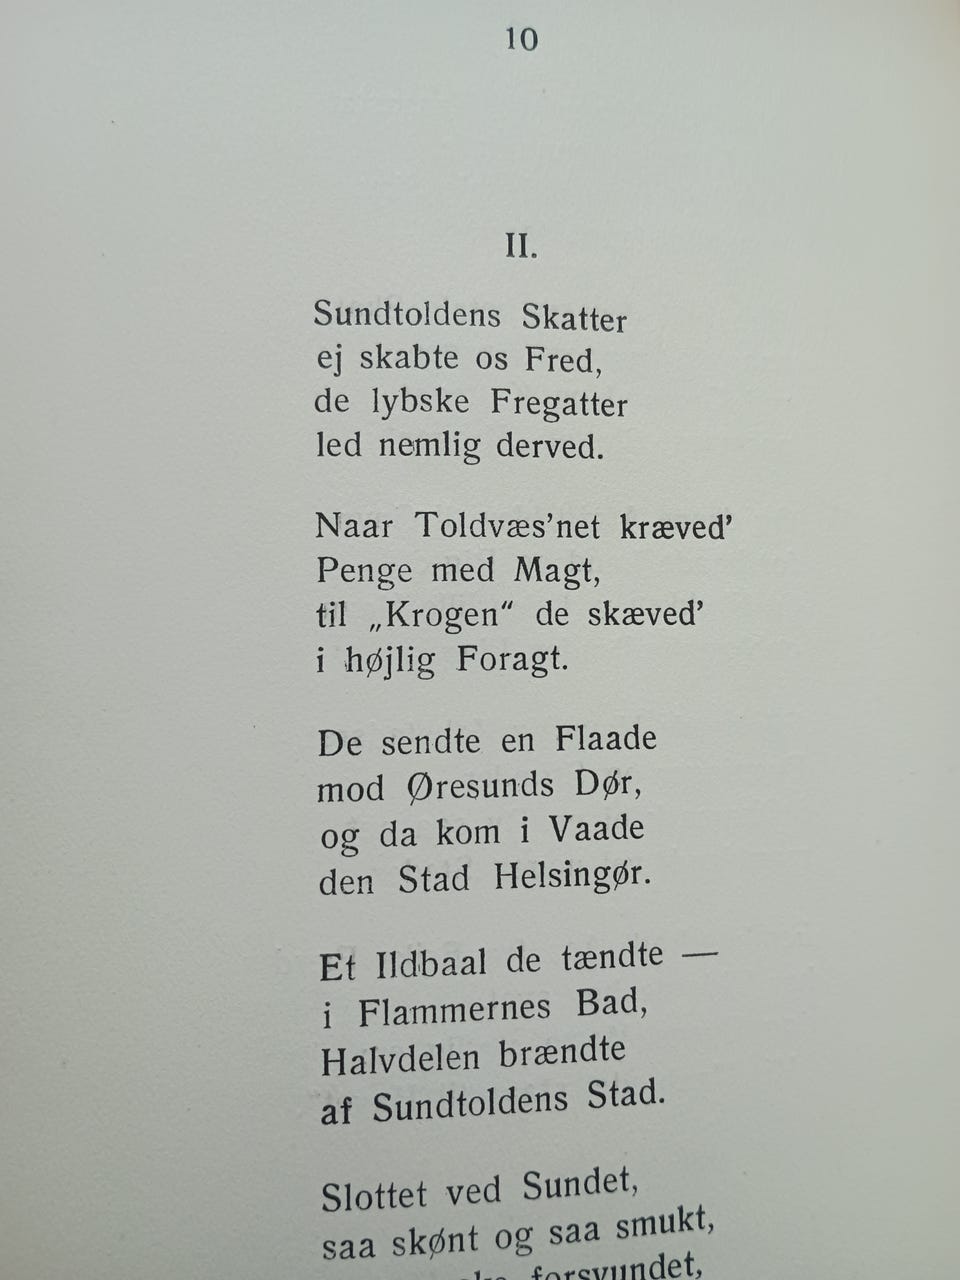 10
II.
Sundtoldens Skatter
ej skabte os Fred,
de lybske Fregatter
led nemlig derved.
Naar Toldvæs’net kræved’
Penge med Magt,
til „Krogen“ de skæved’
i højlig Foragt.
De sendte en Flaade
mod Øresunds Dør,
og da kom i Vaade
den Stad Helsingør.
Et Ildbaal de tændte —
i Flammernes Bad,
Halvdelen brændte
af Sundtoldens Stad.
Slottet ved Sundet,
saa skønt og saa smukt,
forsvundet,